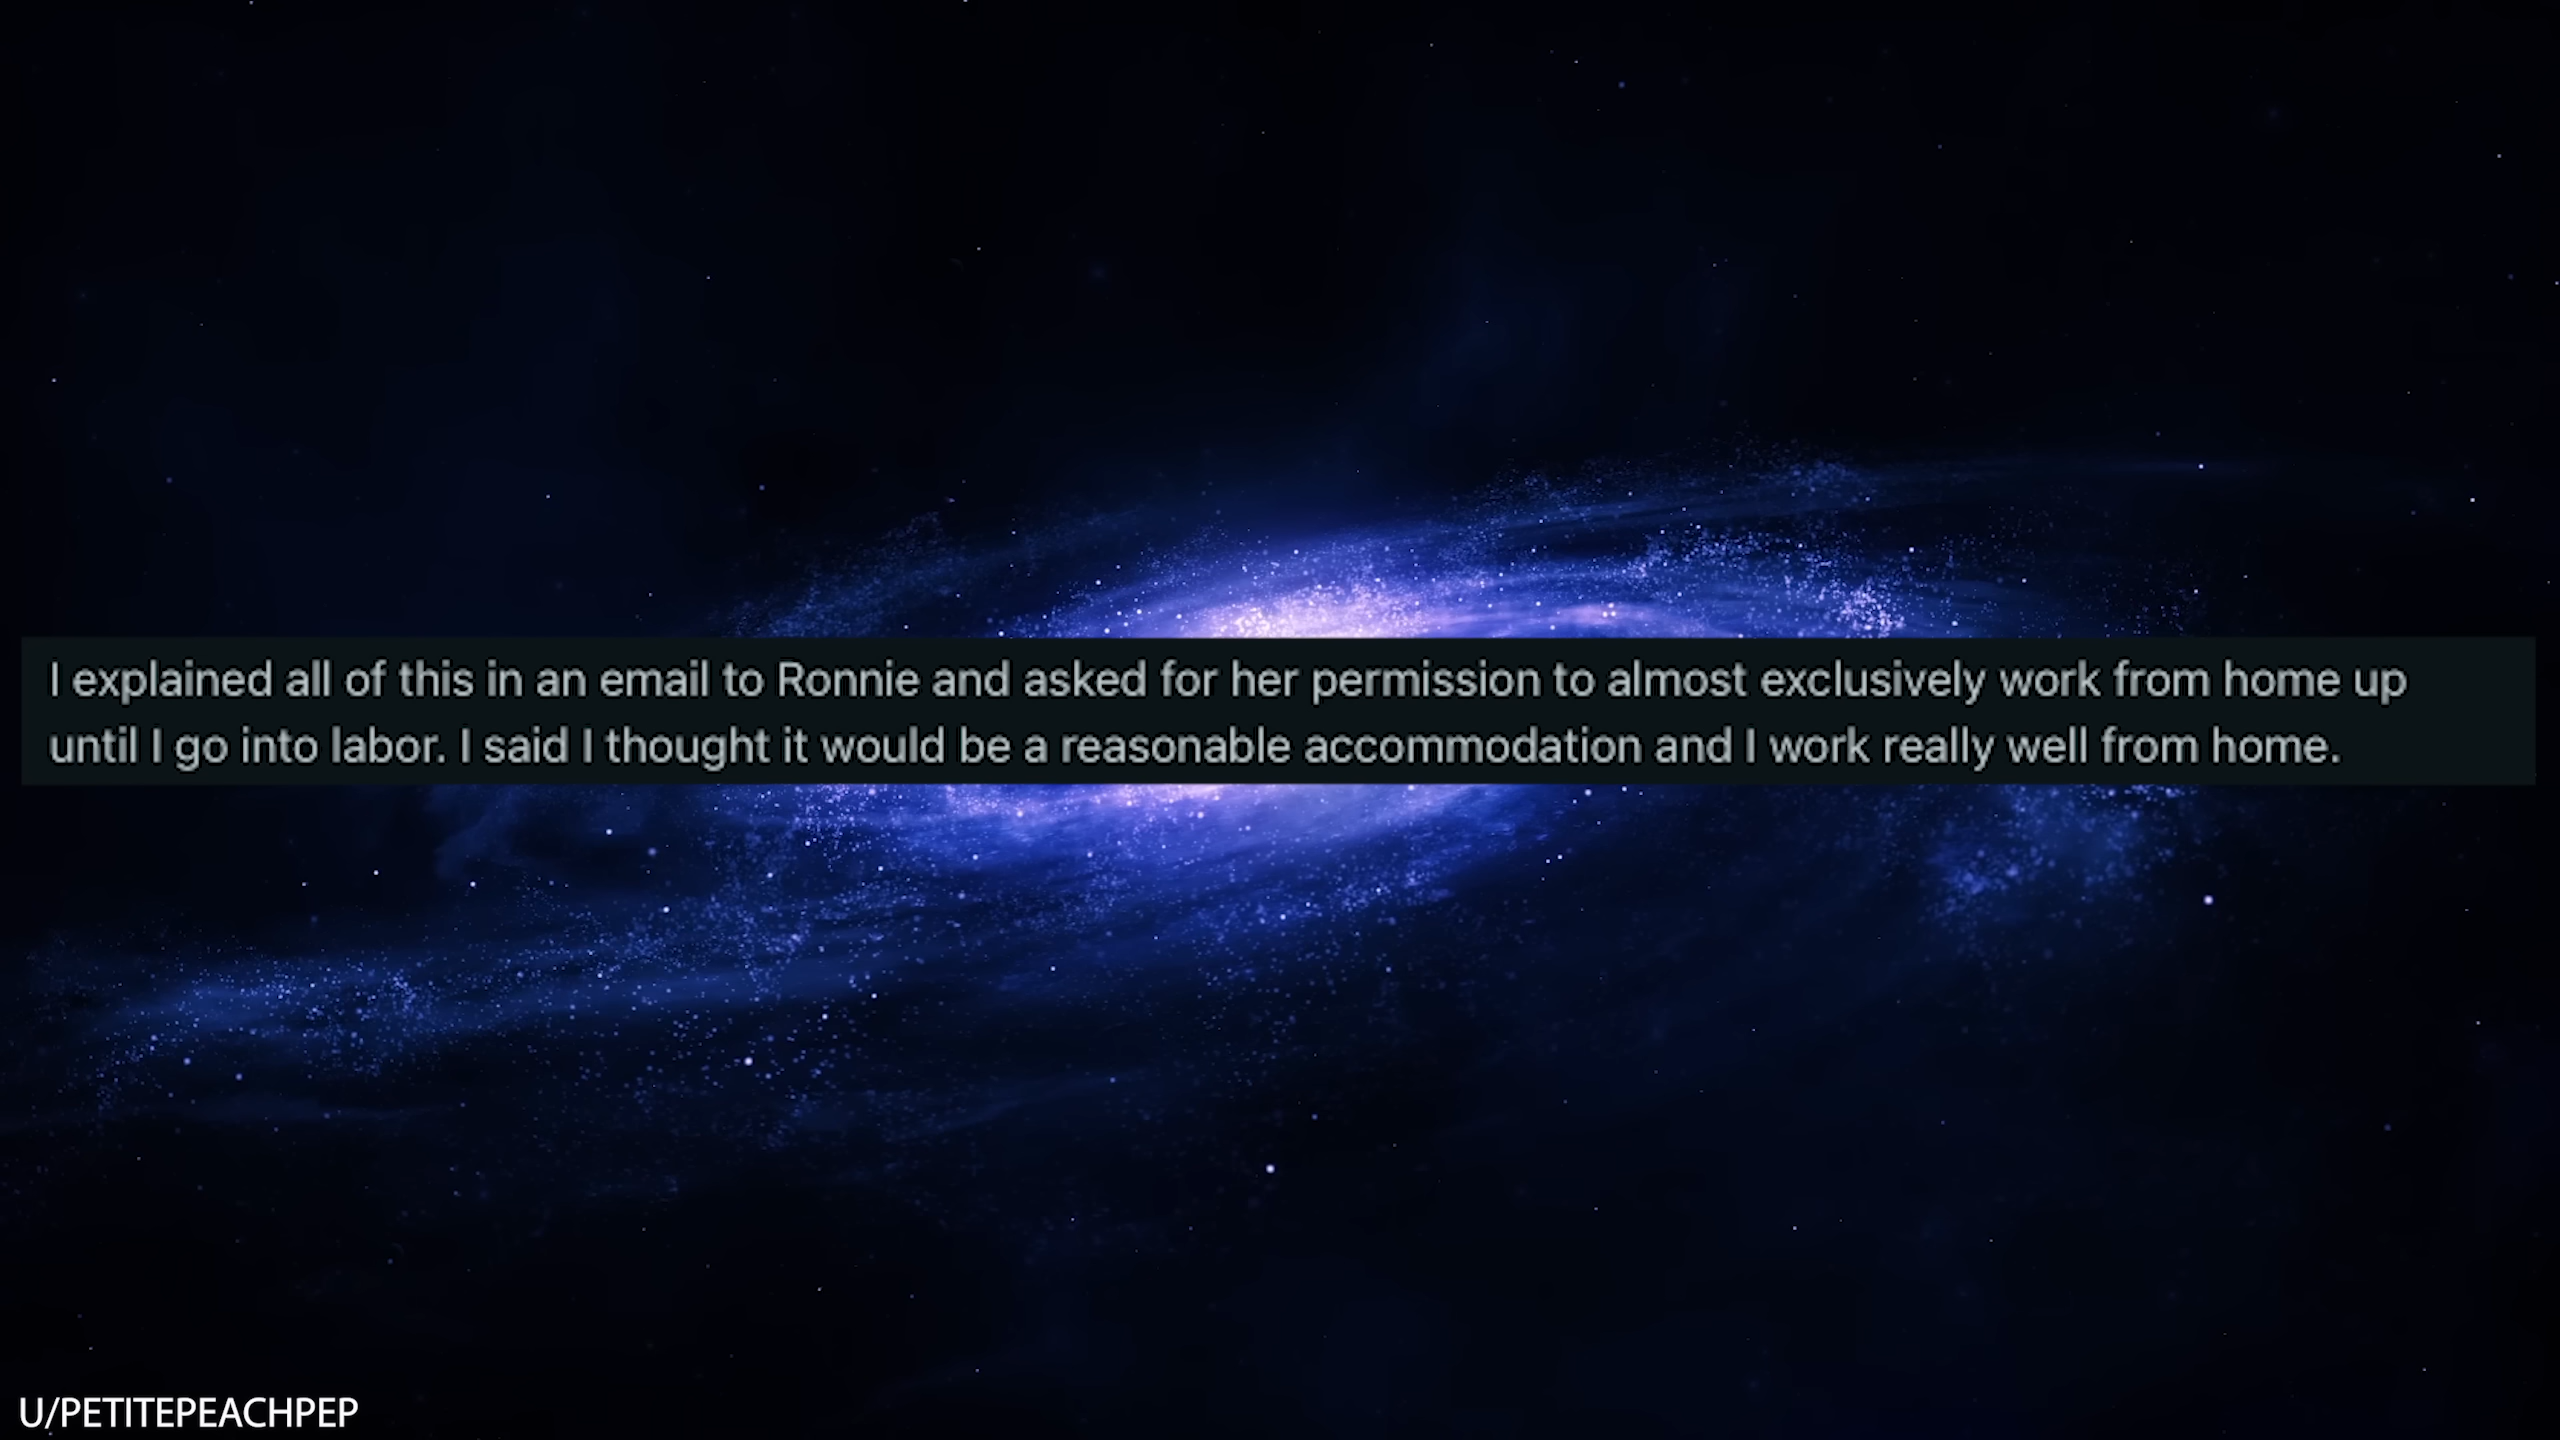 I explained all of this in an email to Ronnie and asked for her permission to almost exclusively work from home up
until I go into labor. I said I thought it would be a reasonable accommodation and I work really well from home.
U/PETITEPEACHPEP